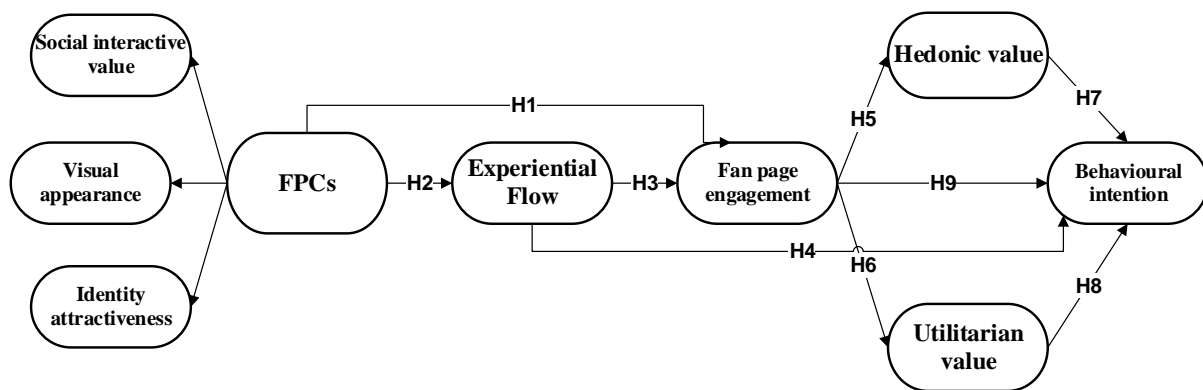 Social interactive
value
Hedonic value
H1
H7
H5
Visual
appearance
FPCs
H2
Experiential
Flow
H3
Fan page
engagement
H9
Behavioural
intention
H4
H6
Identity
attractiveness
H8
Utilitarian
value